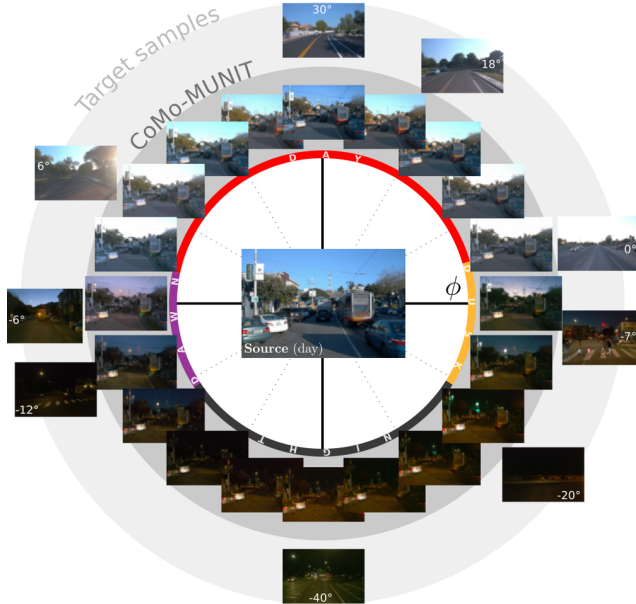 30°
Target samples
18°
CoMo-MUNIT
DAY
6°
0°
ϕ
DAWN
DUSK
-6°
-7°
Source (day)
-12°
NIGHT
-20°
-40°